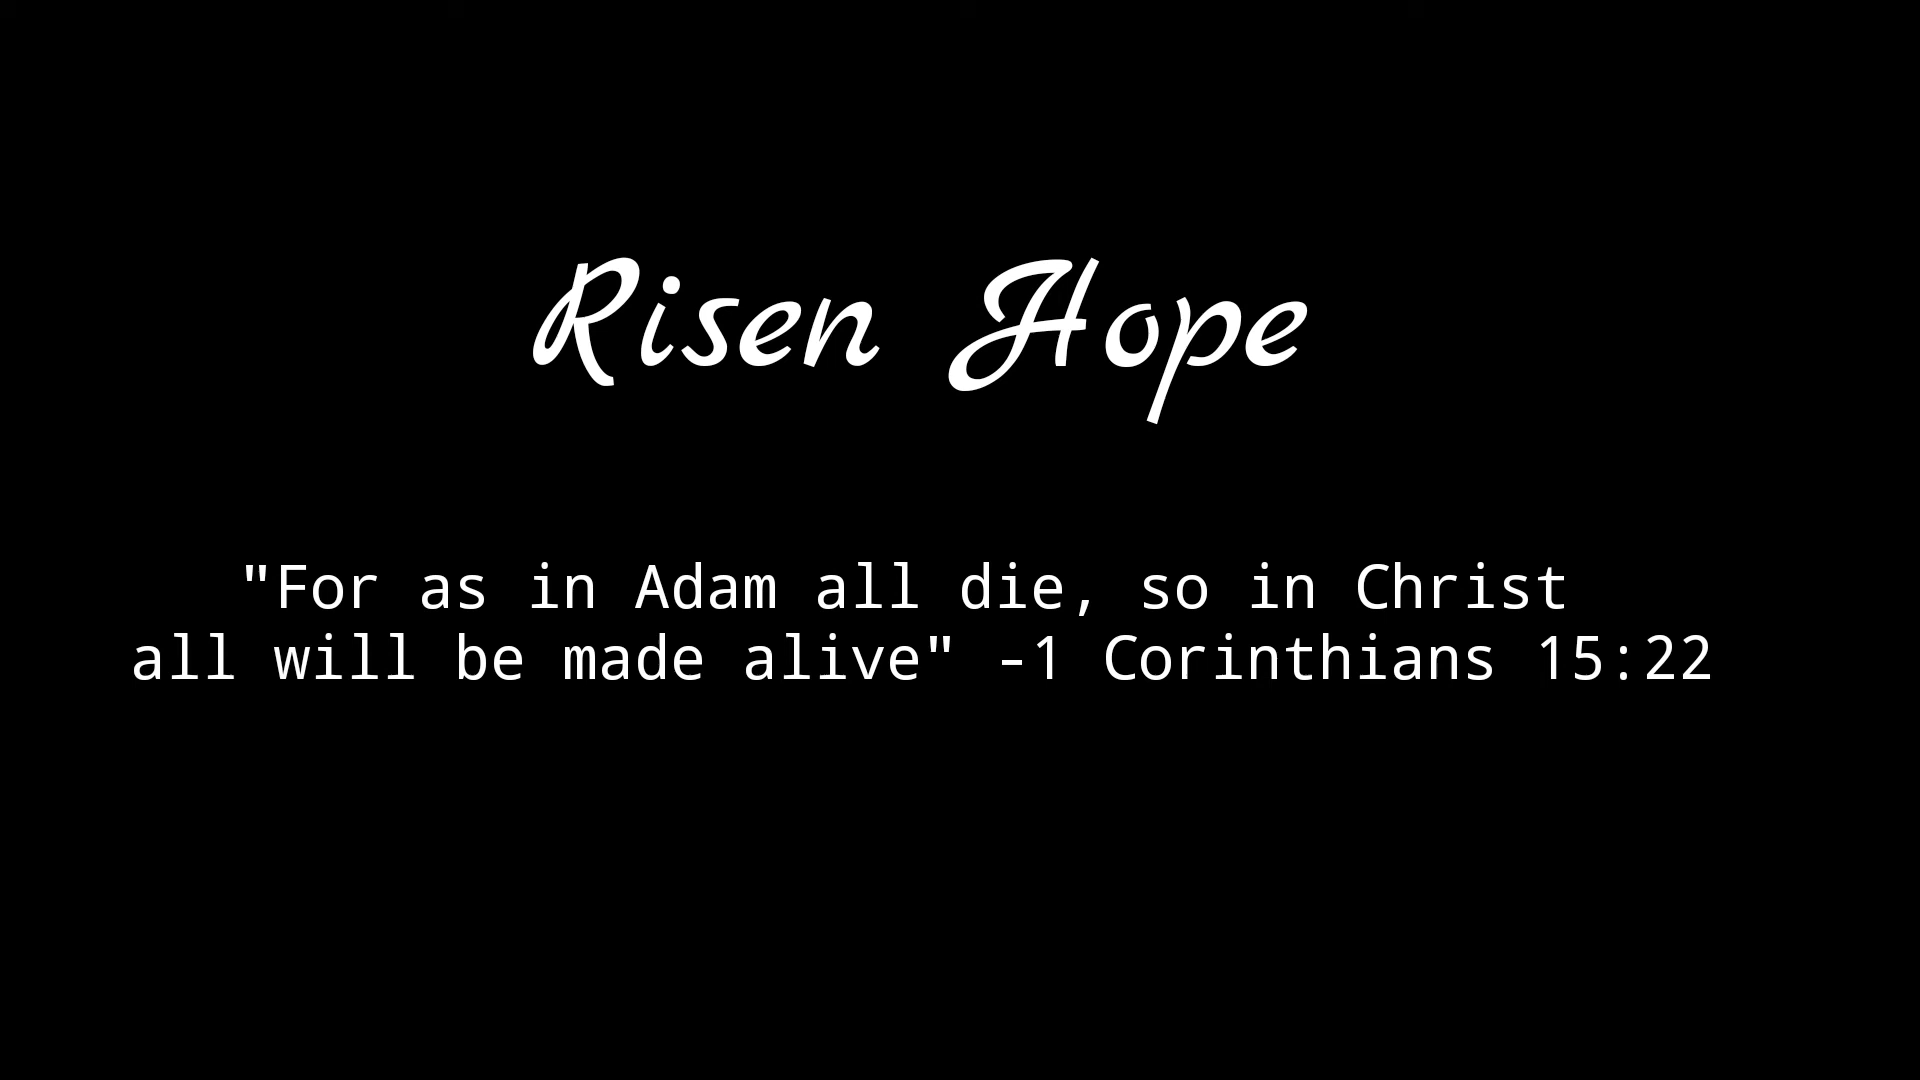 Risen Hope
"For as in Adam all die, so in Christ
all will be made alive" -1 Corinthians 15:22